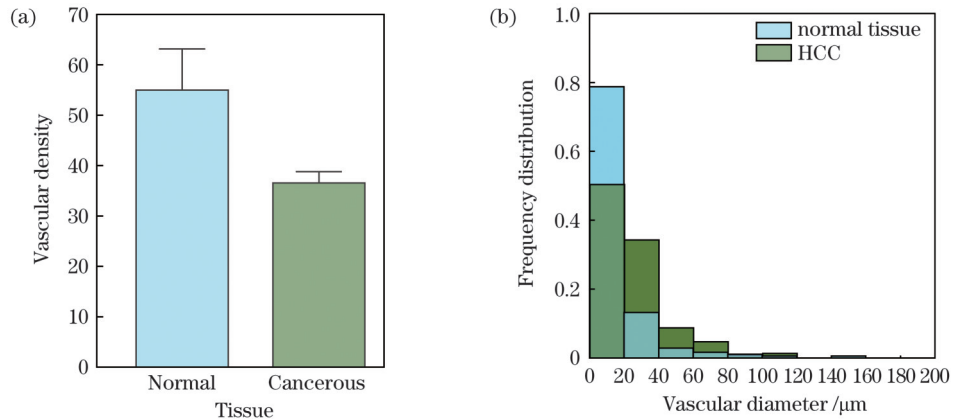 (a)
70
60
50
40
30
20
10
0
Vascular density
Normal
Cancerous
Tissue
(b)
1.0
0.8
0.6
0.4
0.2
0
Frequency distribution
normal tissue
HCC
0 20 40 60 80 100 120 140 160 180 200
Vascular diameter /μm